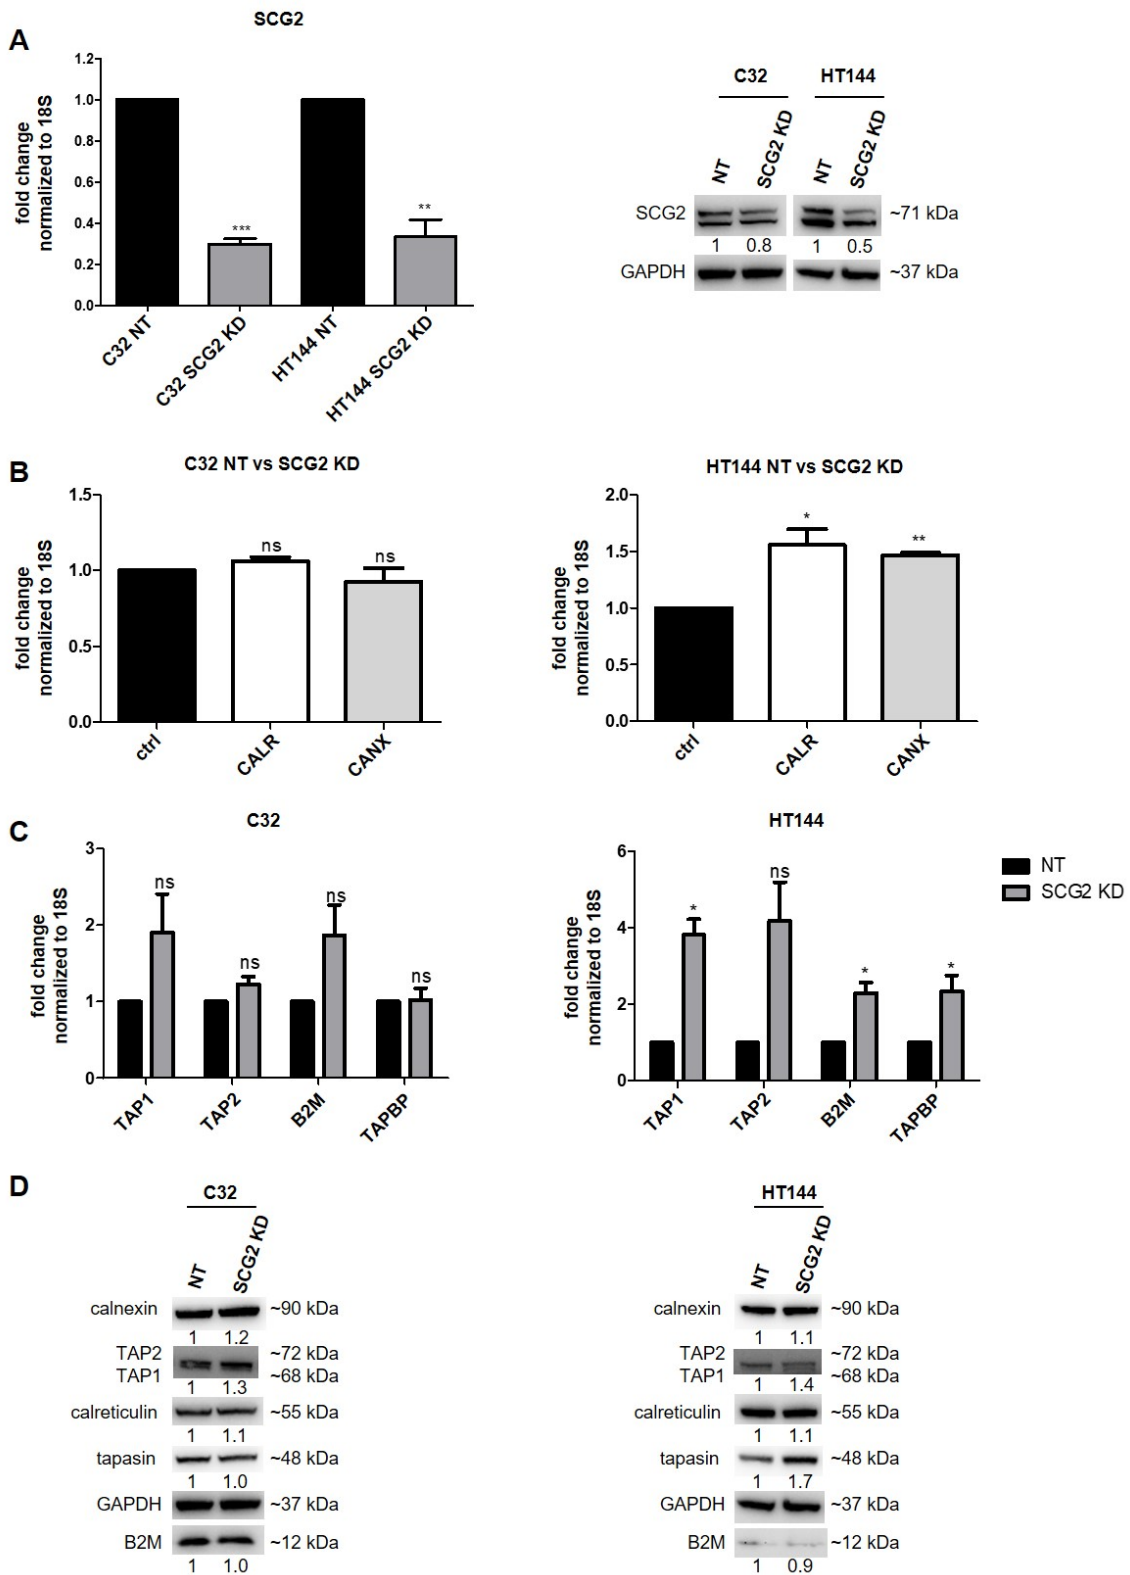 A
SCG2
fold change
normalized to 18S
1.2
1.0
0.8
0.6
0.4
0.2
0.0
***
**
C32 NT
C32 SCG2 KD
HT144 NT
HT144 SCG2 KD
C32 HT144
NT SCG2 KD NT SCG2 KD
SCG2 ~71 kDa
1 0.8 1 0.5
GAPDH ~37 kDa
B
C32 NT vs SCG2 KD
fold change
normalized to 18S
1.5
1.0
0.5
0.0
ns
ns
ctrl
CALR
CANX
HT144 NT vs SCG2 KD
fold change
normalized to 18S
2.0
1.5
1.0
0.5
0.0
*
**
ctrl
CALR
CANX
C
C32
fold change
normalized to 18S
3
2
1
0
ns
ns
ns
ns
TAP1
TAP2
B2M
TAPBP
HT144
fold change
normalized to 18S
6
4
2
0
*
ns
*
*
TAP1
TAP2
B2M
TAPBP
NT
SCG2 KD
D
C32
NT SCG2 KD
calnexin ~90 kDa
1 1.2
TAP2 ~72 kDa
TAP1 ~68 kDa
1 1.3
calreticulin ~55 kDa
1 1.1
tapasin ~48 kDa
1 1.0
GAPDH ~37 kDa
B2M ~12 kDa
1 1.0
HT144
NT SCG2 KD
calnexin ~90 kDa
1 1.1
TAP2 ~72 kDa
TAP1 ~68 kDa
1 1.4
calreticulin ~55 kDa
1 1.1
tapasin ~48 kDa
1 1.7
GAPDH ~37 kDa
B2M ~12 kDa
1 0.9